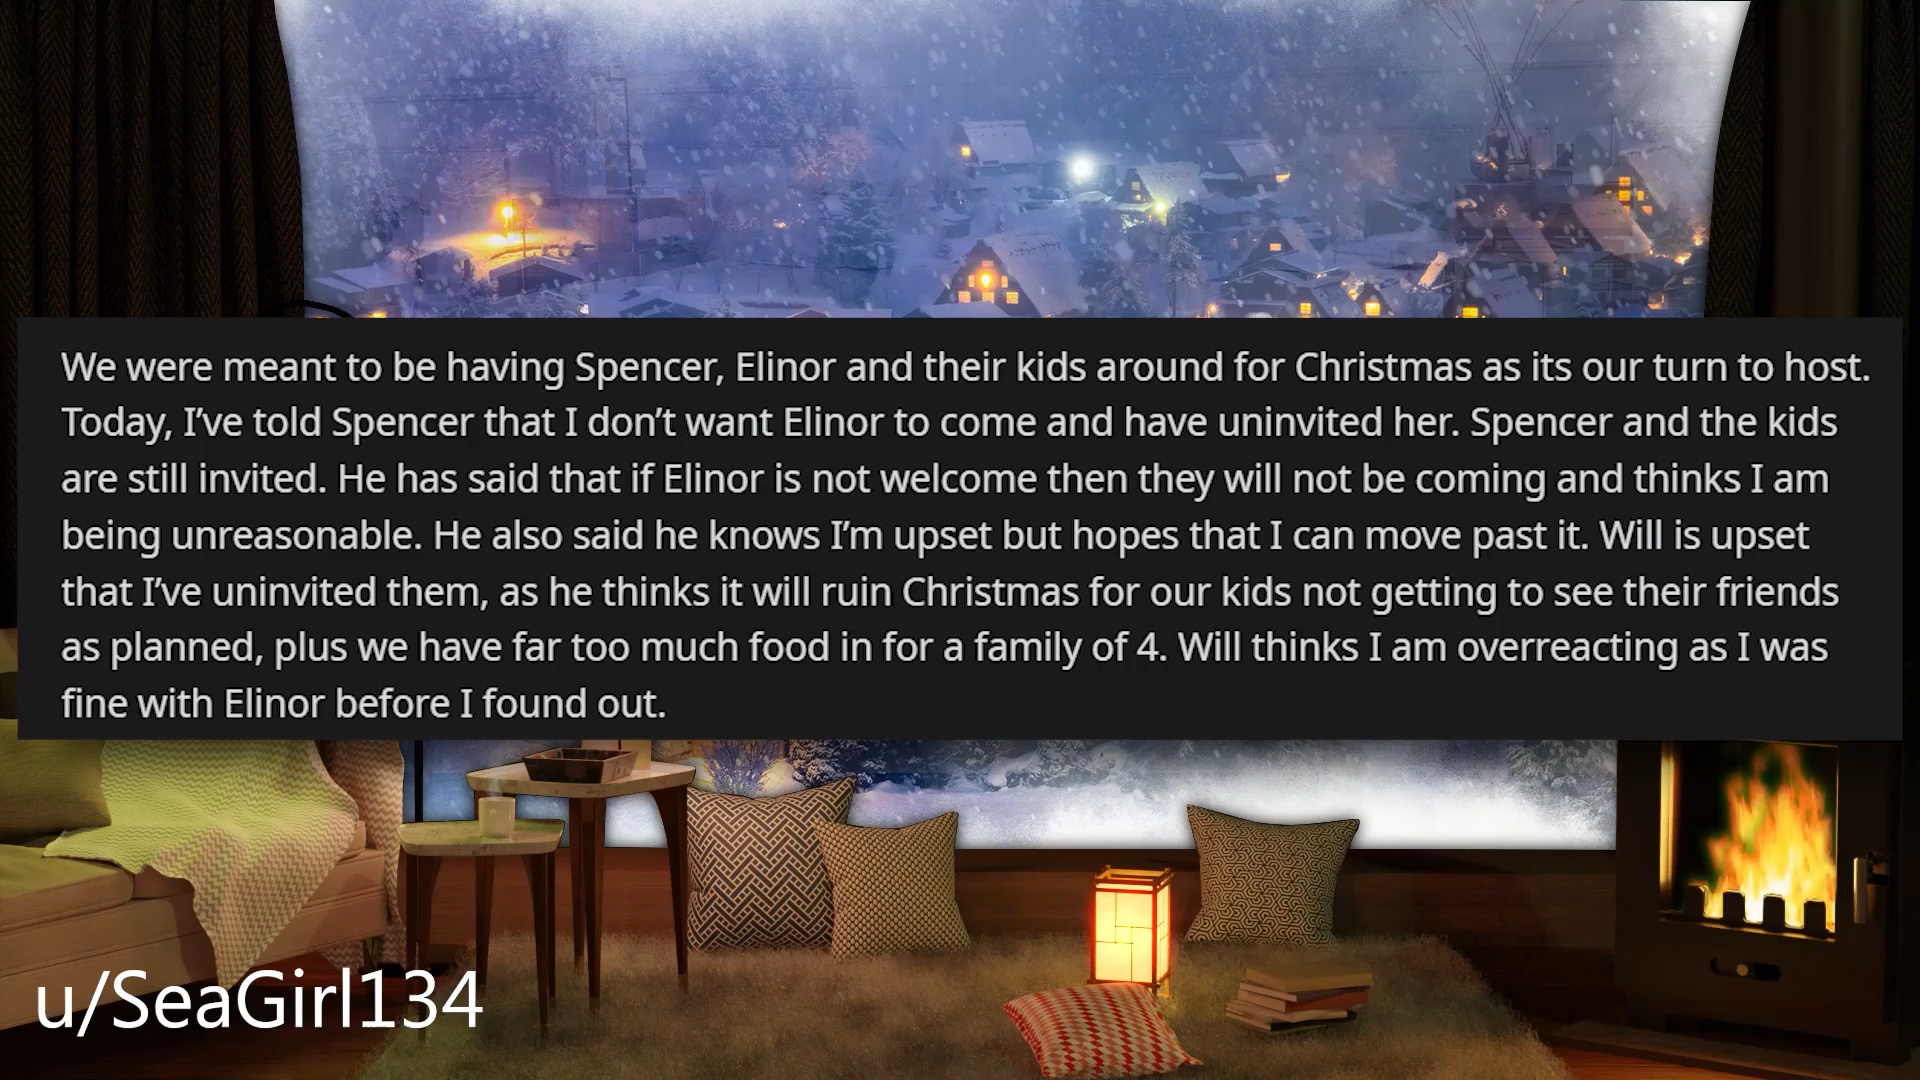 We were meant to be having Spencer, Elinor and their kids around for Christmas as its our turn to host.
Today, I’ve told Spencer that I don’t want Elinor to come and have uninvited her. Spencer and the kids
are still invited. He has said that if Elinor is not welcome then they will not be coming and thinks I am
being unreasonable. He also said he knows I’m upset but hopes that I can move past it. Will is upset
that I’ve uninvited them, as he thinks it will ruin Christmas for our kids not getting to see their friends
as planned, plus we have far too much food in for a family of 4. Will thinks I am overreacting as I was
fine with Elinor before I found out.
u/SeaGirl134